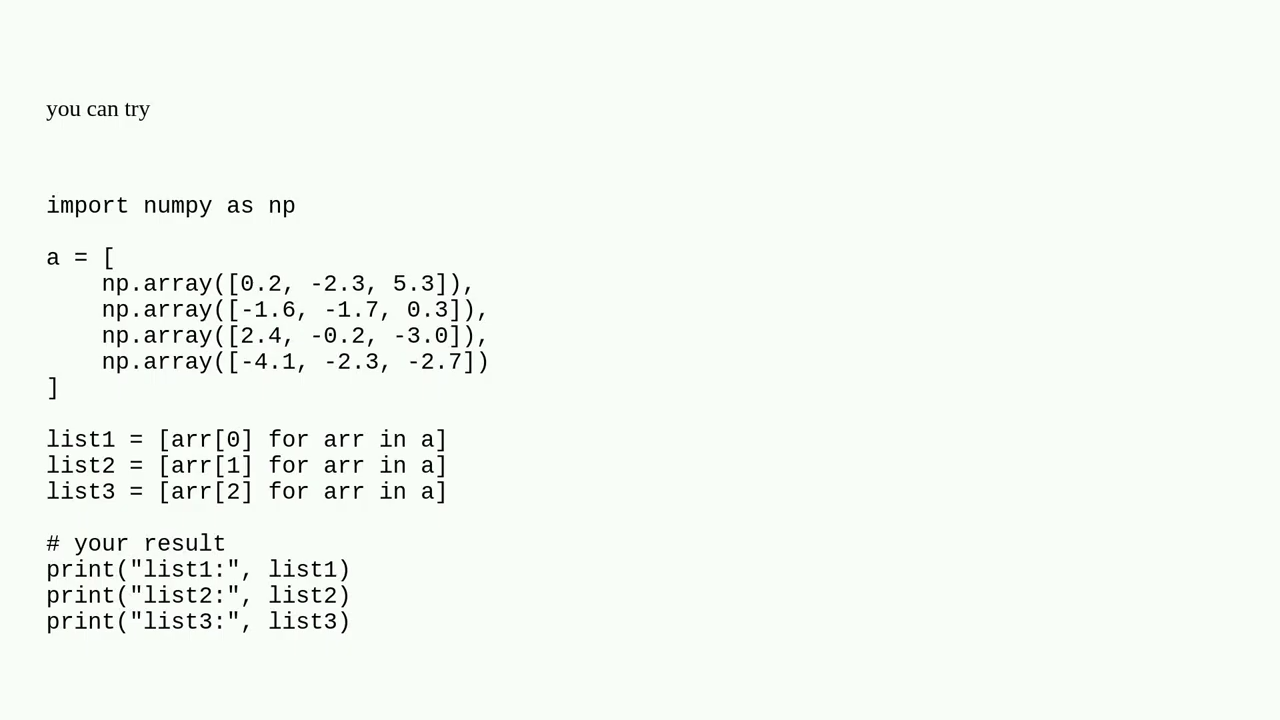 you can try
import numpy as np
a = [
    np.array([0.2, -2.3, 5.3]),
    np.array([-1.6, -1.7, 0.3]),
    np.array([2.4, -0.2, -3.0]),
    np.array([-4.1, -2.3, -2.7])
]
list1 = [arr[0] for arr in a]
list2 = [arr[1] for arr in a]
list3 = [arr[2] for arr in a]
# your result
print("list1:", list1)
print("list2:", list2)
print("list3:", list3)